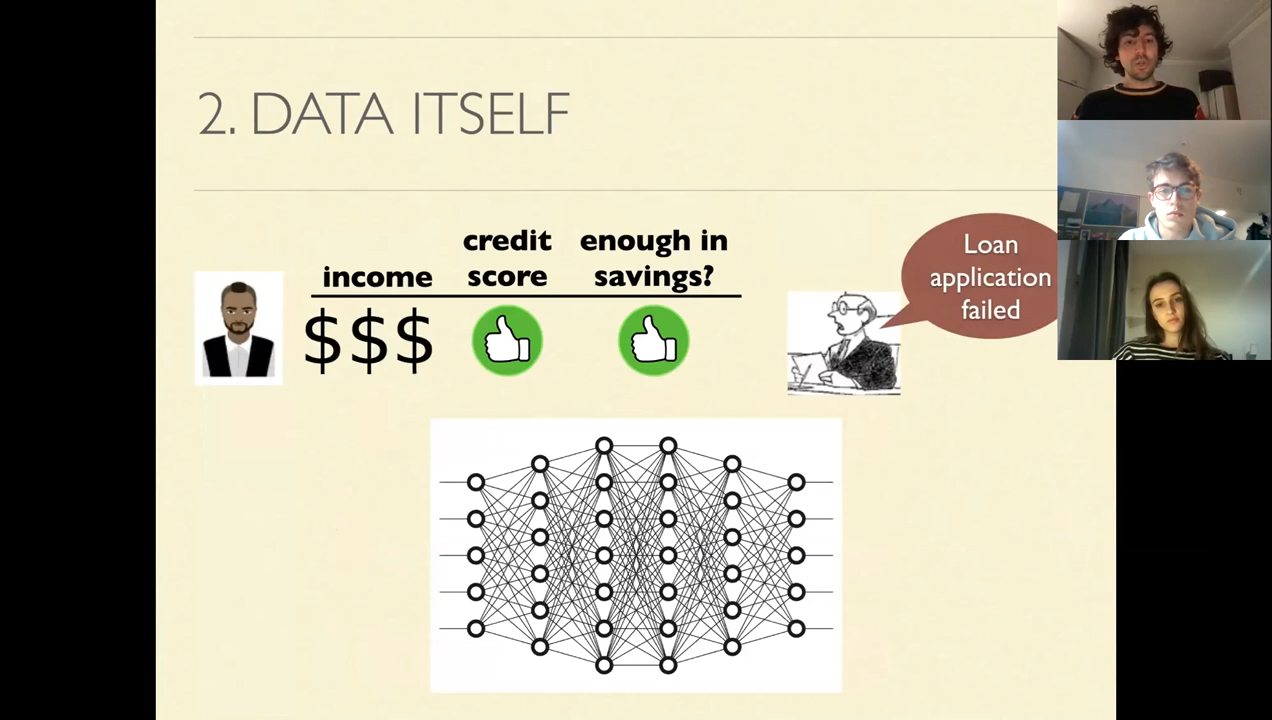 2. DATA ITSELF
income
credit
score
enough in
savings?
$$$
Loan
application
failed